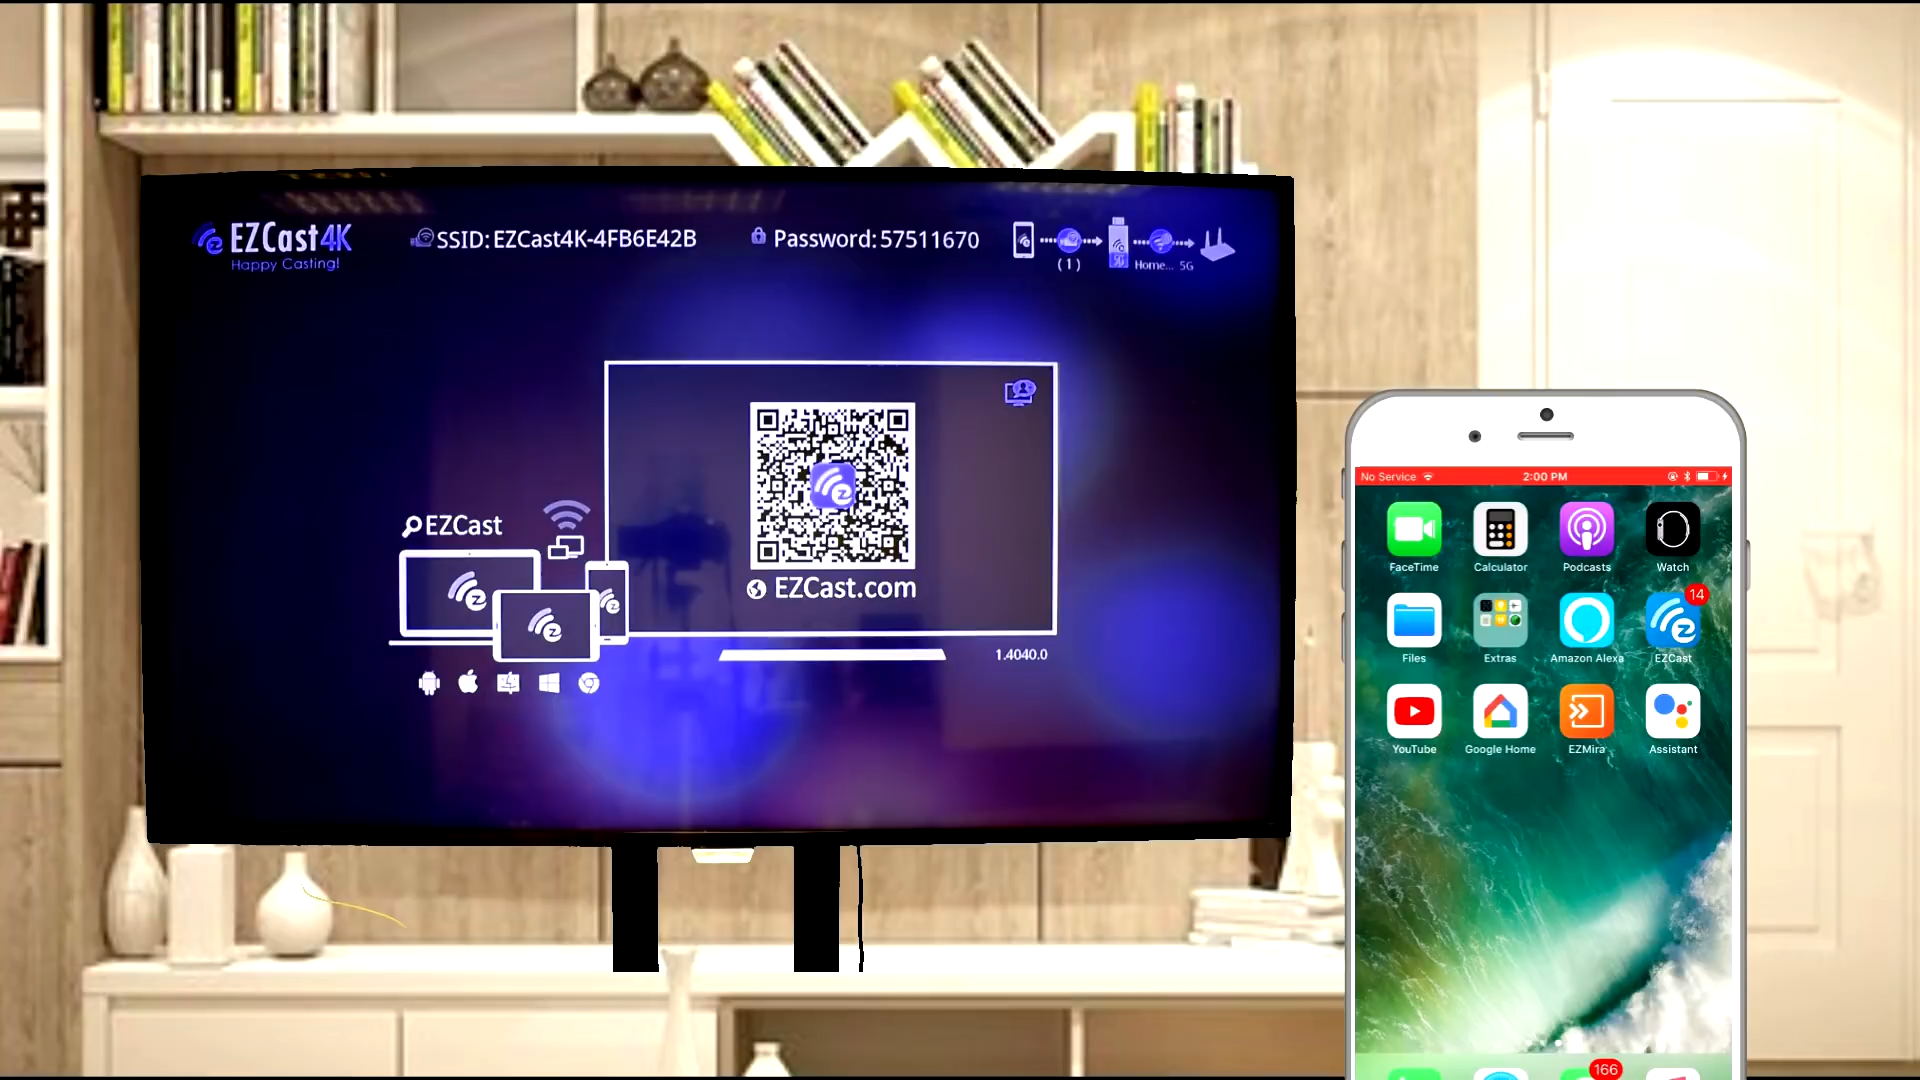 EZCast4K
Happy Casting!
SSID: EZCast4K-4FB6E42B
Password: 57511670
(1)
5G
Home... 5G
EZCast
EZCast.com
1.4040.0
No Service
2:00 PM
FaceTime
Calculator
Podcasts
Watch
14
Files
Extras
Amazon Alexa
EZCast
YouTube
Google Home
EZMira
Assistant
166